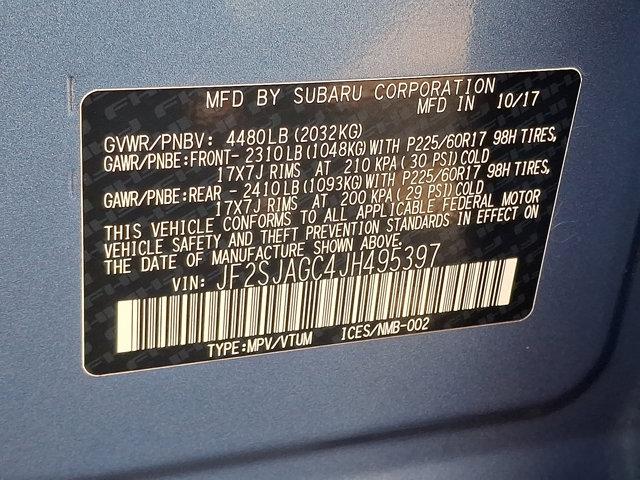 MFD BY SUBARU CORPORATION
MFD IN 10/17
GVWR/PNBV: 4480LB(2032KG)
GAWR/PNBE:FRONT- 2310LB(1048KG)WITH P225/60R17 98H TIRES,
17X7J RIMS AT 210 KPA(30 PSI)COLD
GAWR/PNBE:REAR - 2410LB(1093KG)WITH P225/60R17 98H TIRES,
17X7J RIMS AT 200 KPA(29 PSI)COLD
THIS VEHICLE CONFORMS TO ALL APPLICABLE FEDERAL MOTOR
VEHICLE SAFETY AND THEFT PREVENTION STANDARDS IN EFFECT ON
THE DATE OF MANUFACTURE SHOWN ABOVE.
VIN: JF2SJAGC4JH495397
TYPE:MPV/VTUM ICES/NMB-002